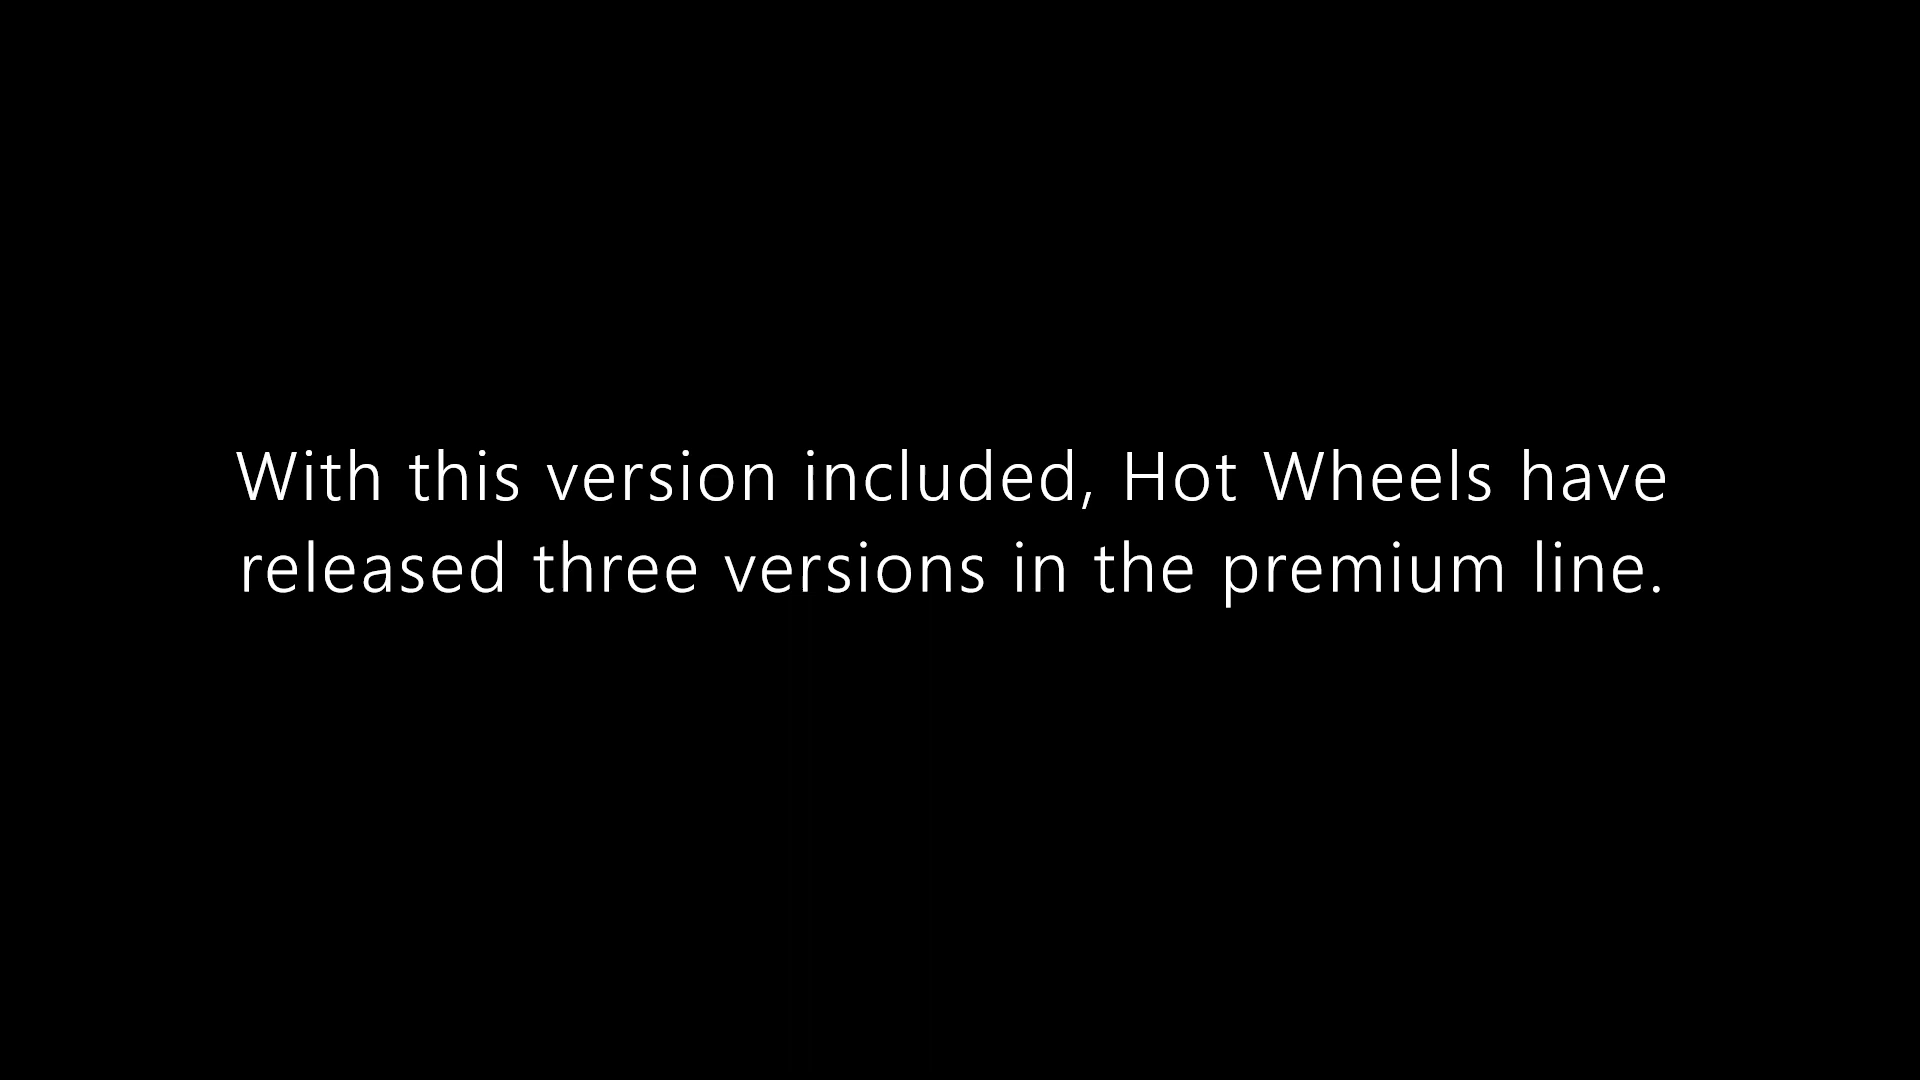 With this version included, Hot Wheels have
released three versions in the premium line.